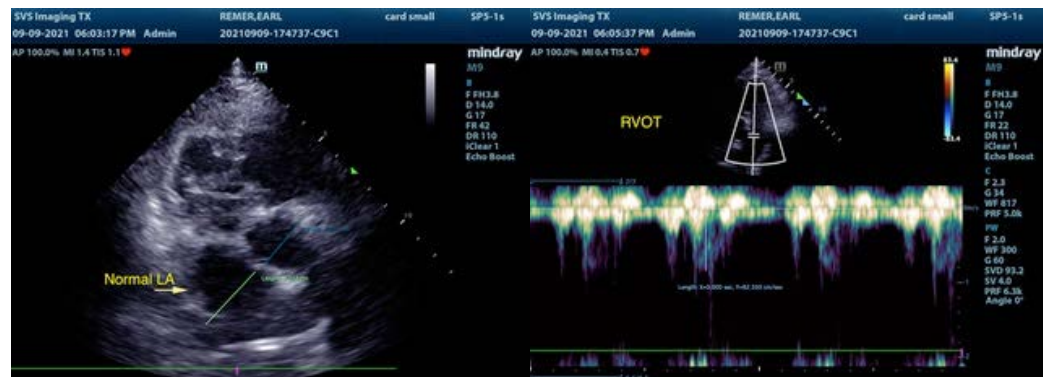 SVS Imaging TX REMER,EARL card small SP5-1s
09-09-2021 06:03:17 PM Admin 20210909-174737-C9C1
AP 100.0% MI 1.4 TIS 1.1
mindray
M9
B
F FH3.8
D 14.0
G 17
FR 42
DR 110
iClear 1
Echo Boost
10
Normal LA
SVS Imaging TX REMER,EARL card small SP5-1s
09-09-2021 06:05:37 PM Admin 20210909-174737-C9C1
AP 100.0% MI 0.4 TIS 0.7
mindray
M9
B
F FH3.8
D 14.0
G 17
FR 22
DR 110
iClear 1
Echo Boost
C
F 2.3
G 34
WF 817
PRF 5.0k
PW
F 2.0
WF 300
G 60
SVD 93.2
SV 4.0
PRF 6.3k
Angle 0°
RVOT